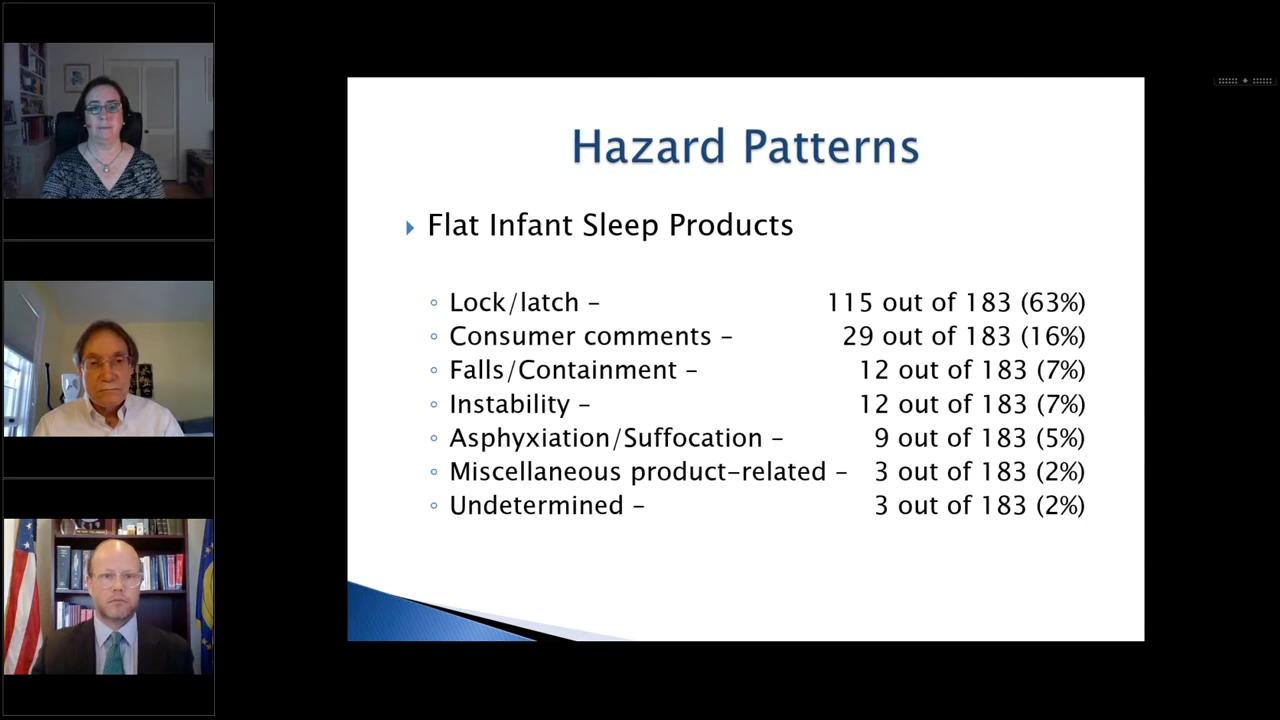 Hazard Patterns
Flat Infant Sleep Products
Lock/latch – 115 out of 183 (63%)
Consumer comments – 29 out of 183 (16%)
Falls/Containment – 12 out of 183 (7%)
Instability – 12 out of 183 (7%)
Asphyxiation/Suffocation – 9 out of 183 (5%)
Miscellaneous product-related – 3 out of 183 (2%)
Undetermined – 3 out of 183 (2%)